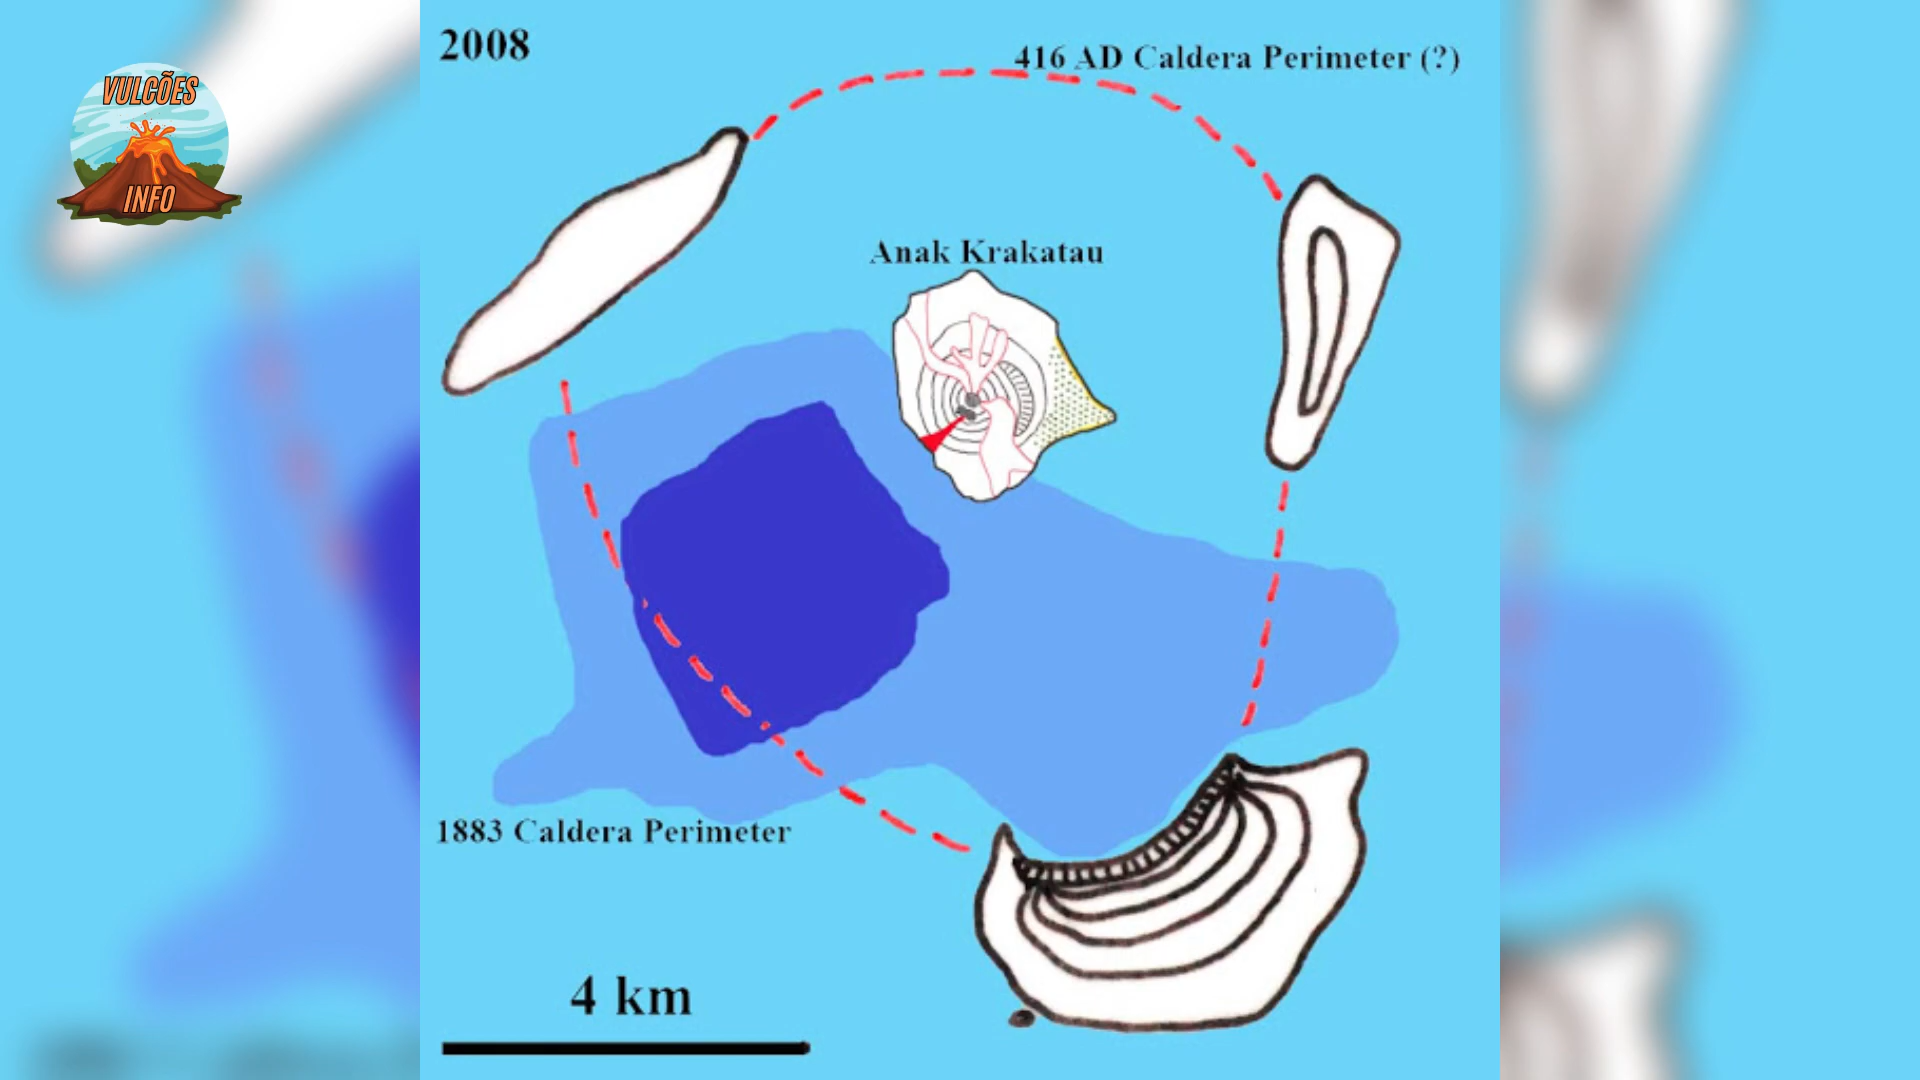 VULCÕES
INFO
2008
416 AD Caldera Perimeter (?)
Anak Krakatau
1883 Caldera Perimeter
4 km